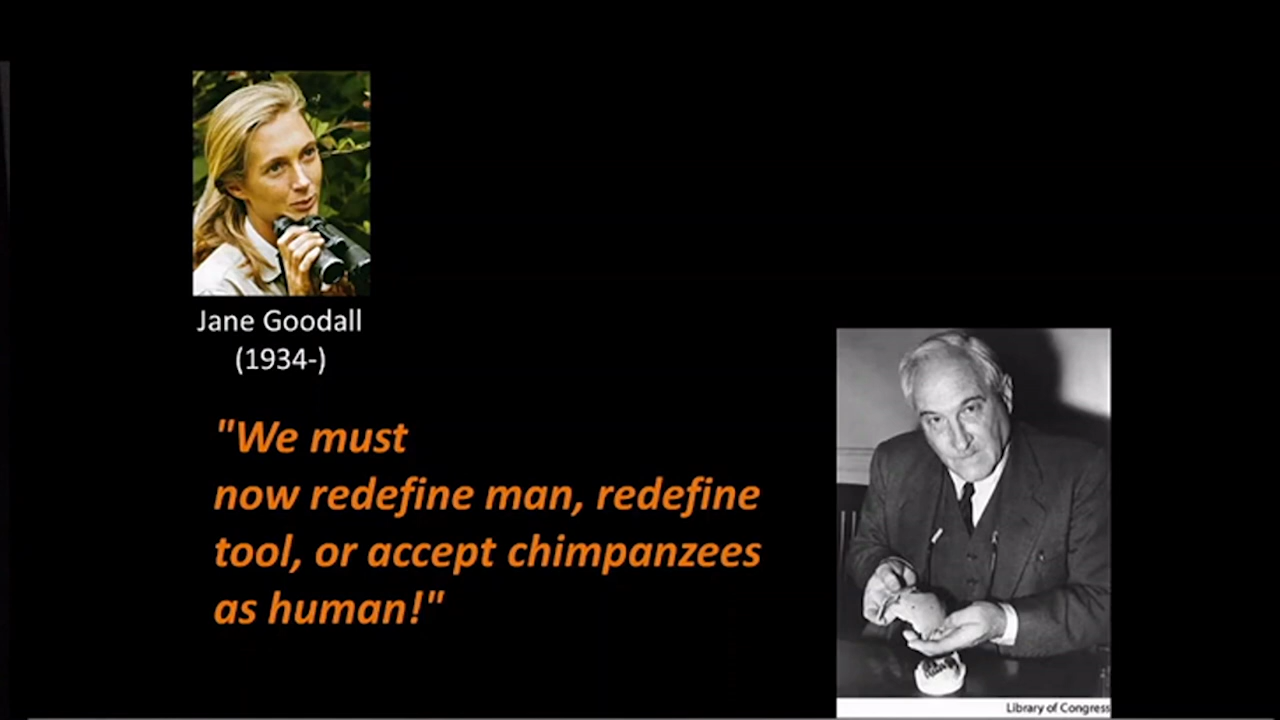 Jane Goodall
(1934-)
"We must
now redefine man, redefine
tool, or accept chimpanzees
as human!"
Library of Congress